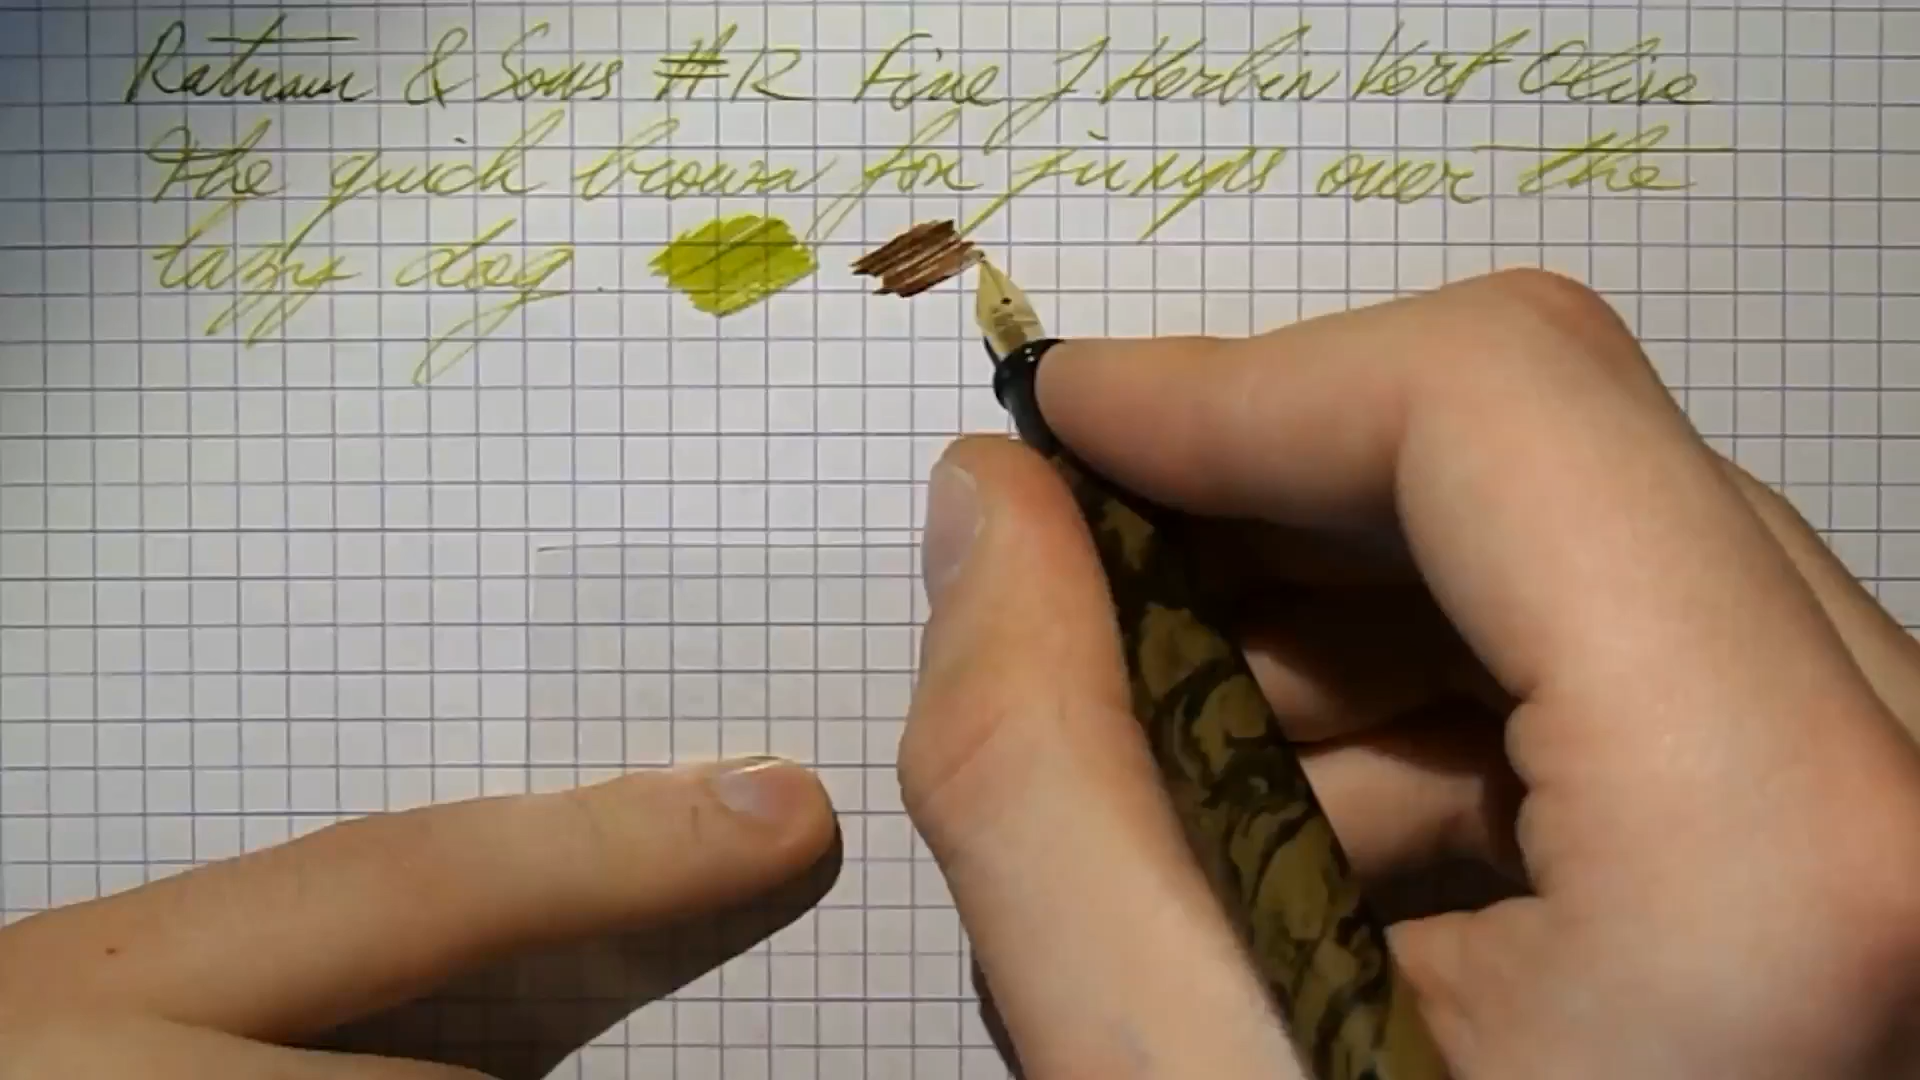 Ratnam & Sons #12 Fine J. Herbin Vert Olive
The quick brown fox jumps over the
lazy dog.